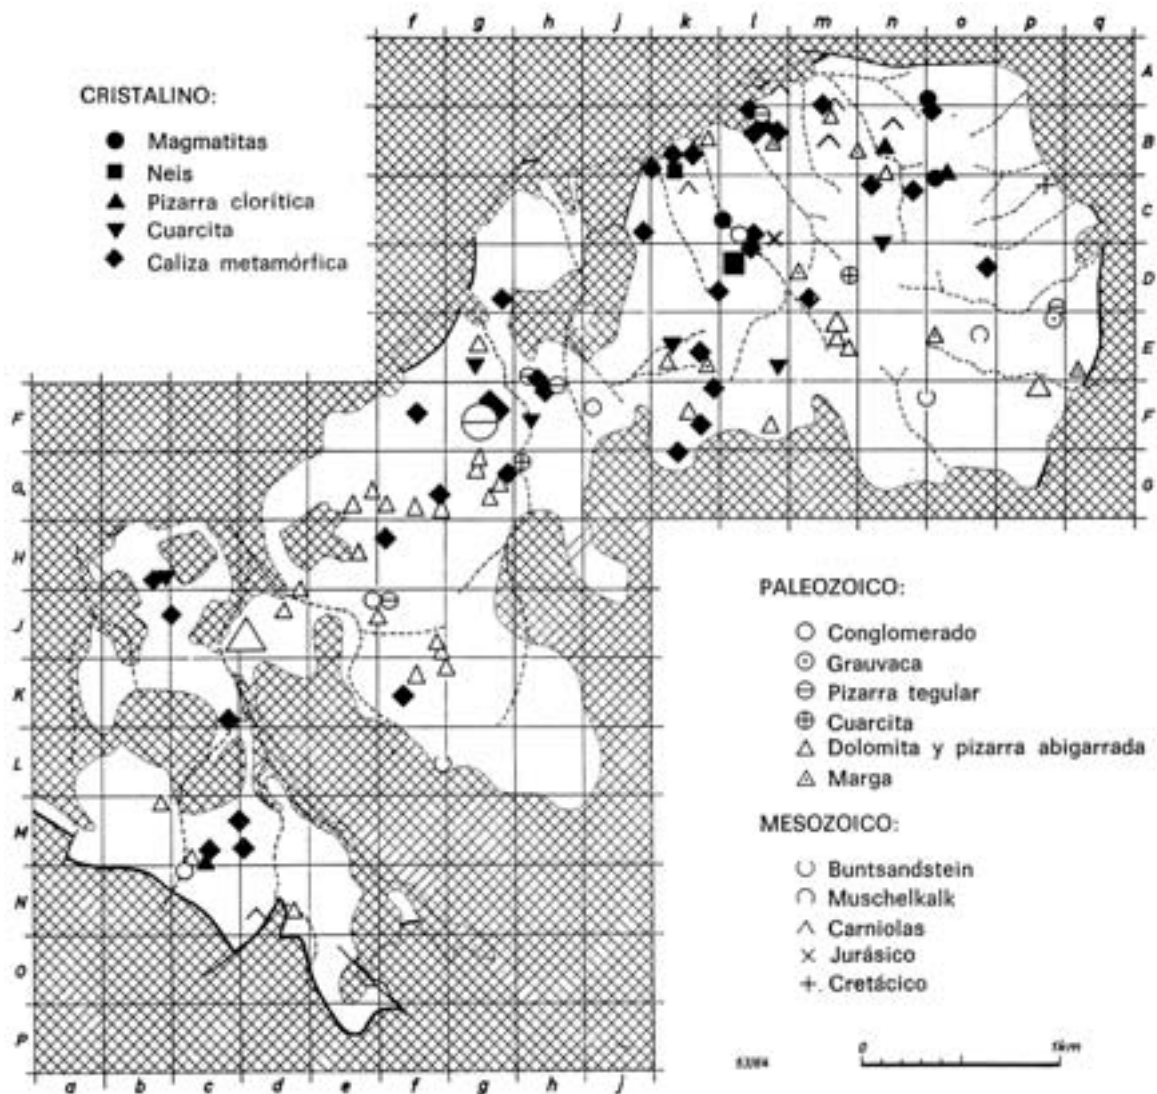 f g h j k l m n o p q
CRISTALINO:
Magmatitas
Neis
Pizarra clorítica
Cuarcita
Caliza metamórfica
A
B
C
D
E
F
G
F
G
H
J
K
L
M
N
O
P
PALEOZOICO:
Conglomerado
Grauvaca
Pizarra tegular
Cuarcita
Dolomita y pizarra abigarrada
Marga
MESOZOICO:
Buntsandstein
Muschelkalk
Carniolas
Jurásico
Cretácico
0 1km
a b c d e f g h j